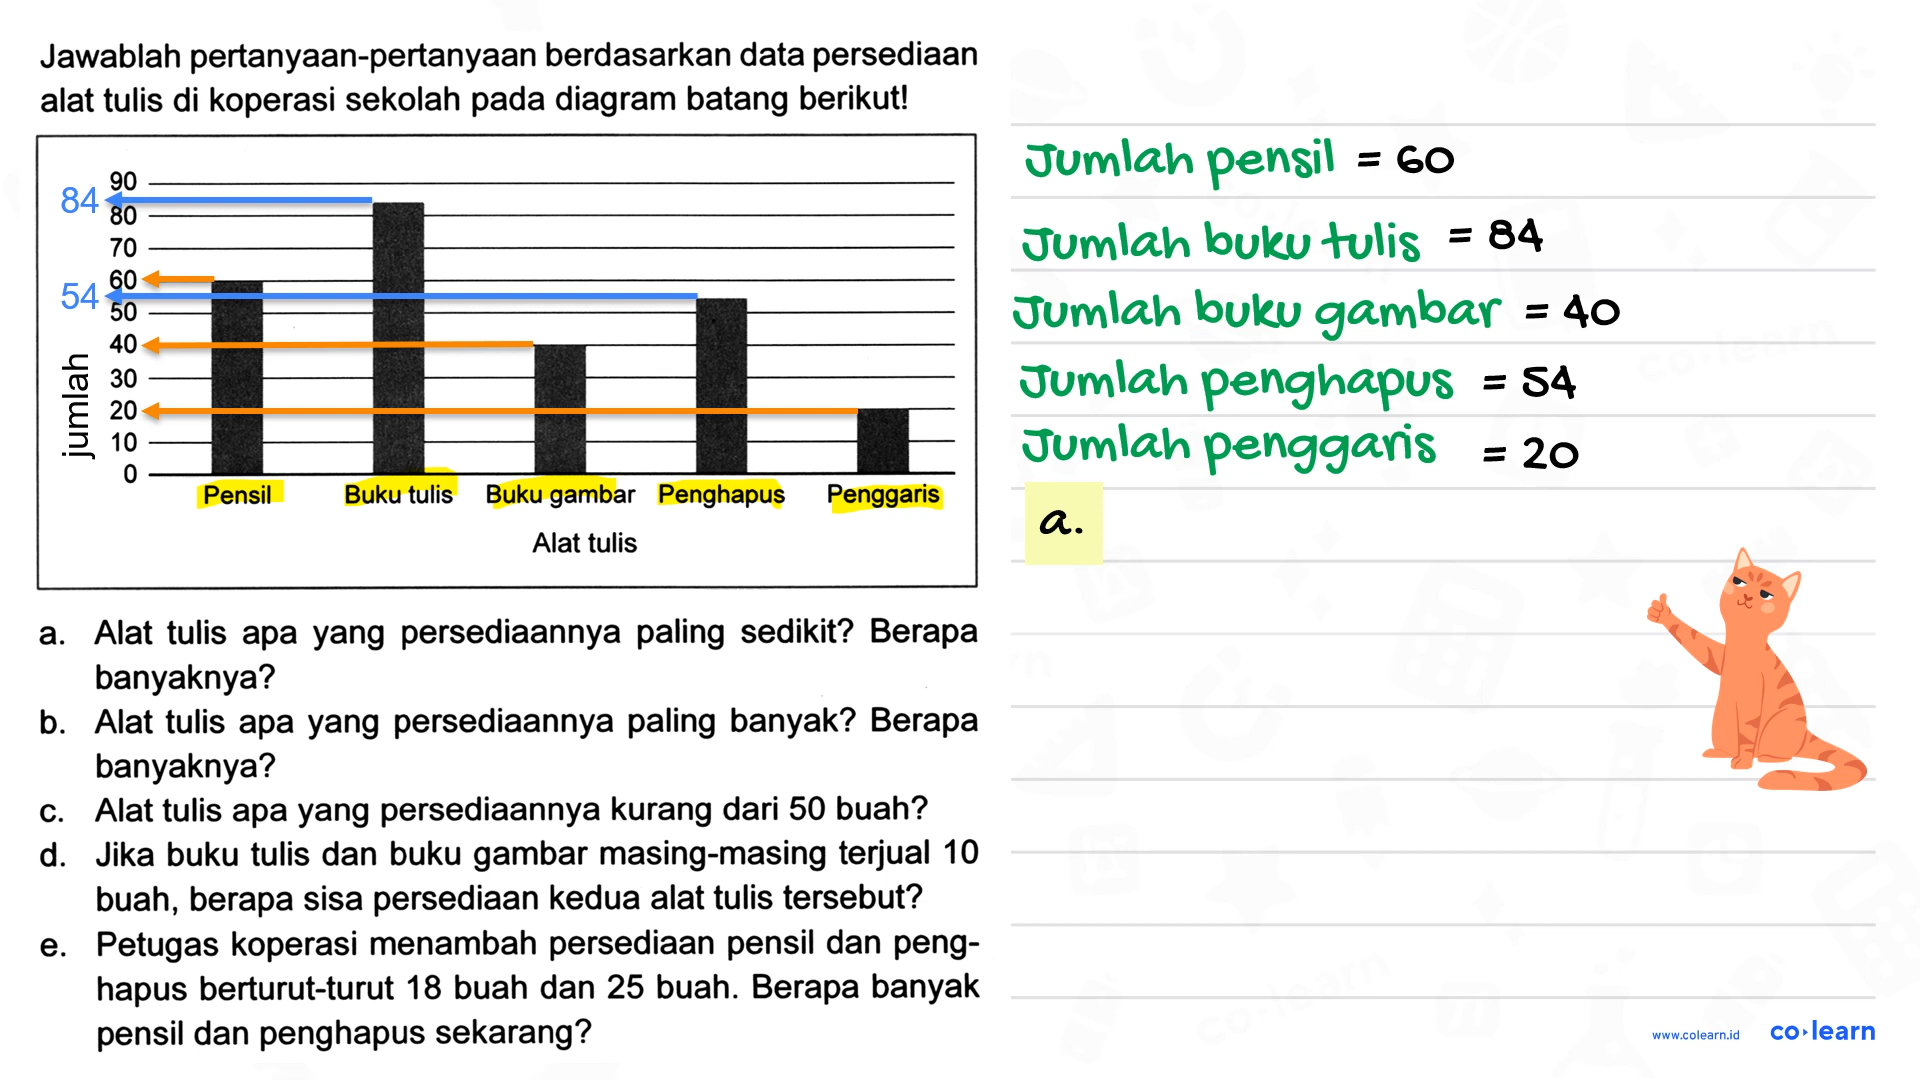 Jawablah pertanyaan-pertanyaan berdasarkan data persediaan
alat tulis di koperasi sekolah pada diagram batang berikut!
90
84
80
70
60
54
50
40
30
20
10
0
jumlah
Pensil Buku tulis Buku gambar Penghapus Penggaris
Alat tulis
a. Alat tulis apa yang persediaannya paling sedikit? Berapa
banyaknya?
b. Alat tulis apa yang persediaannya paling banyak? Berapa
banyaknya?
c. Alat tulis apa yang persediaannya kurang dari 50 buah?
d. Jika buku tulis dan buku gambar masing-masing terjual 10
buah, berapa sisa persediaan kedua alat tulis tersebut?
e. Petugas koperasi menambah persediaan pensil dan peng-
hapus berturut-turut 18 buah dan 25 buah. Berapa banyak
pensil dan penghapus sekarang?
Jumlah pensil = 60
Jumlah buku tulis = 84
Jumlah buku gambar = 40
Jumlah penghapus = 54
Jumlah penggaris = 20
a.
www.colearn.id co learn